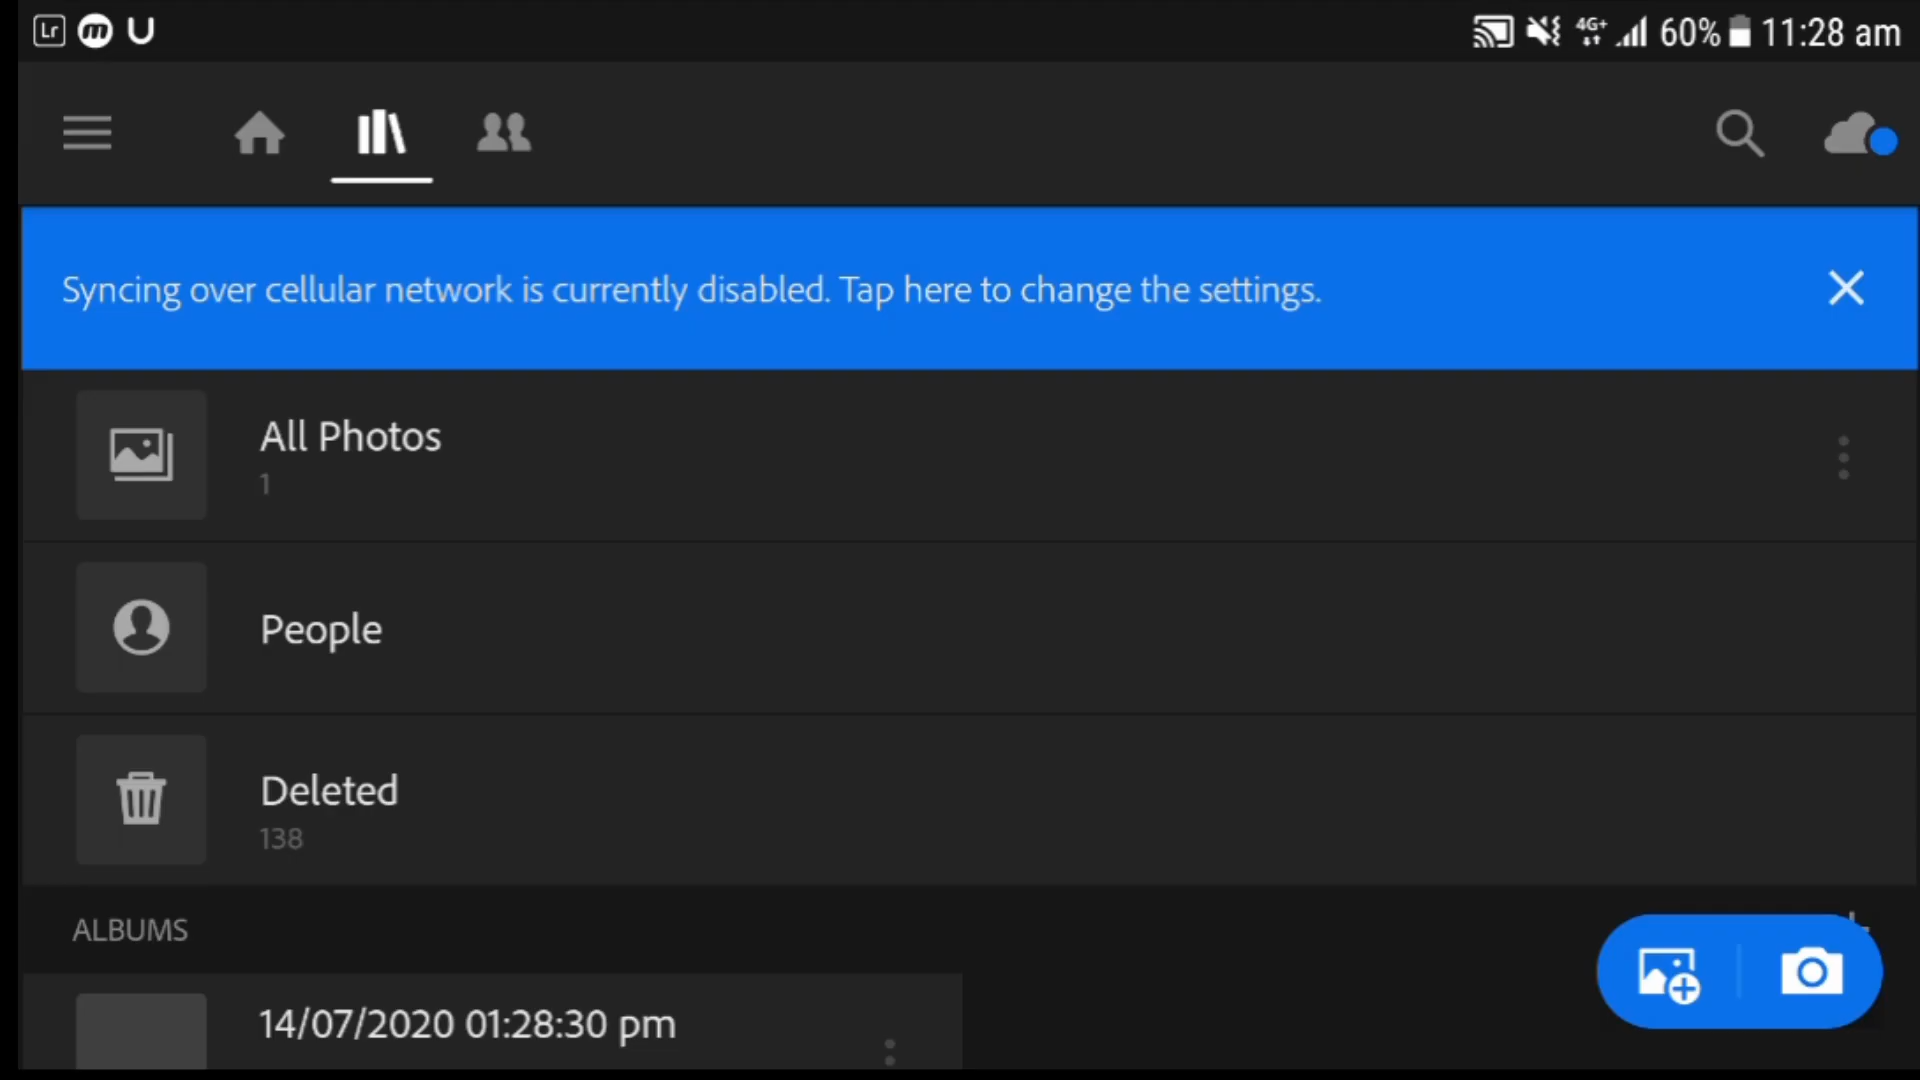 Lr m U 4G+ 60% 11:28 am
Syncing over cellular network is currently disabled. Tap here to change the settings.
All Photos
1
People
Deleted
138
ALBUMS
14/07/2020 01:28:30 pm